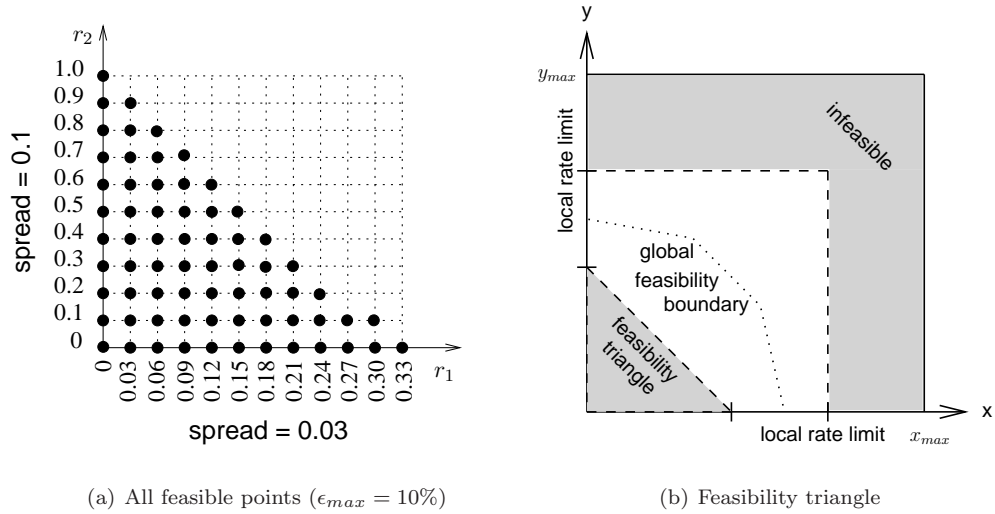 r2
1.0
0.9
0.8
0.7
0.6
0.5
0.4
0.3
0.2
0.1
0
spread = 0.1
0
0.03
0.06
0.09
0.12
0.15
0.18
0.21
0.24
0.27
0.30
0.33
r1
spread = 0.03
(a) All feasible points (ϵmax = 10%)
y
ymax
local rate limit
infeasible
global
feasibility
boundary
feasibility
triangle
x
local rate limit
xmax
(b) Feasibility triangle